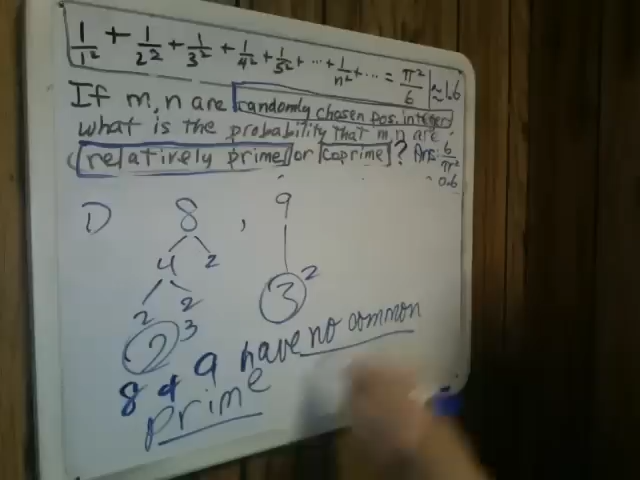 1/1² + 1/2² + 1/3² + 1/4² + 1/5² + ... + 1/n² + ... = π²/6 ≈ 1.6
If m, n are randomly chosen pos. integers
what is the probability that m, n are
(relatively prime or coprime? Ans: 6/π²
≈ 0.6
D 8 , 9
4 2
2 2 3²
2³
8 & 9 have no common
prime